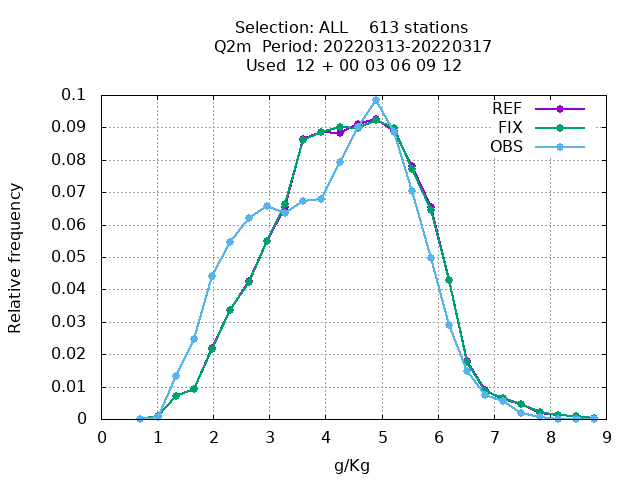 Selection: ALL    613 stations
Q2m  Period: 20220313-20220317
Used  12 + 00 03 06 09 12
REF
FIX
OBS
Relative frequency
0.1
0.09
0.08
0.07
0.06
0.05
0.04
0.03
0.02
0.01
0
0 1 2 3 4 5 6 7 8 9
g/Kg